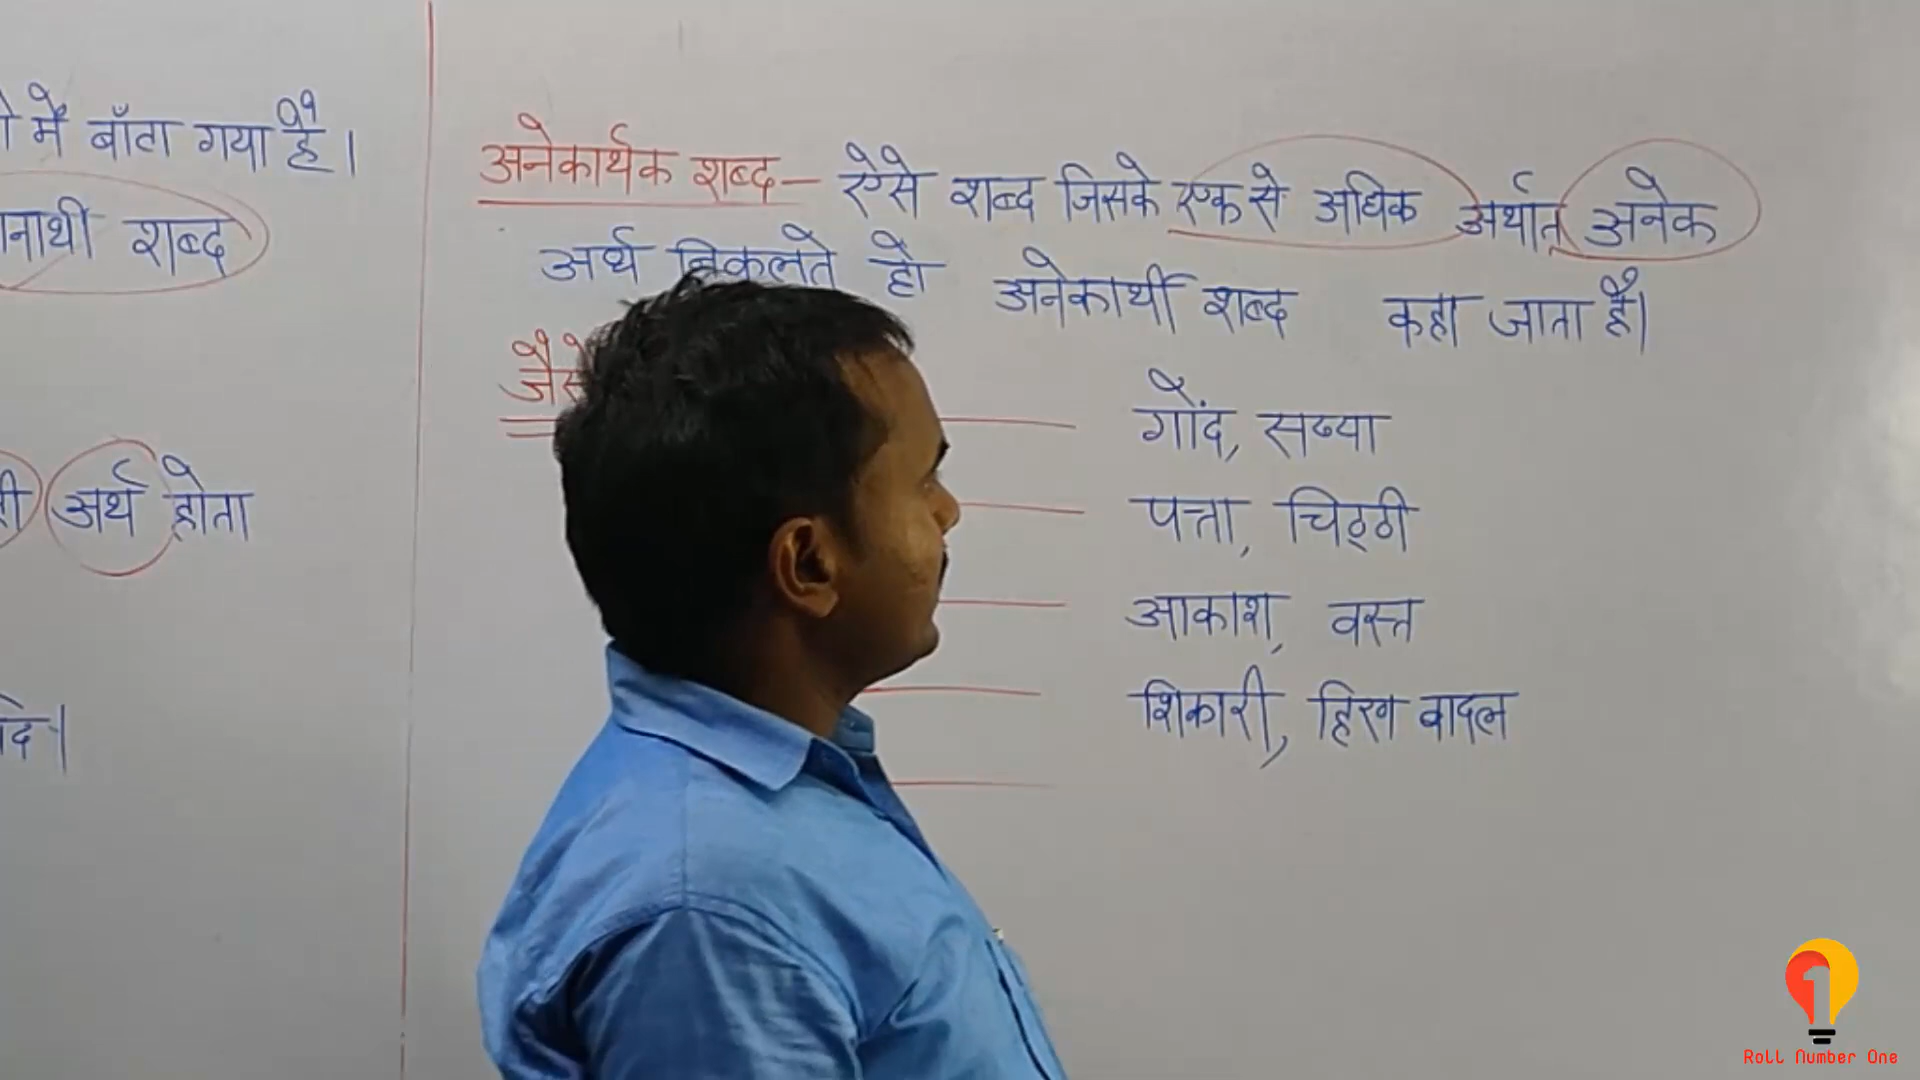 में बाँटा गया है।
शब्द
अर्थ होता
अनेकार्थक शब्द – ऐसे शब्द जिसके एक से अधिक अर्थात् अनेक
अर्थ निकलते हो अनेकार्थी शब्द कहा जाता है।
गोंद, सख्या
पत्ता, चिठ्ठी
आकाश, वस्त्र
शिकारी, हिरण बादल
Roll Number One